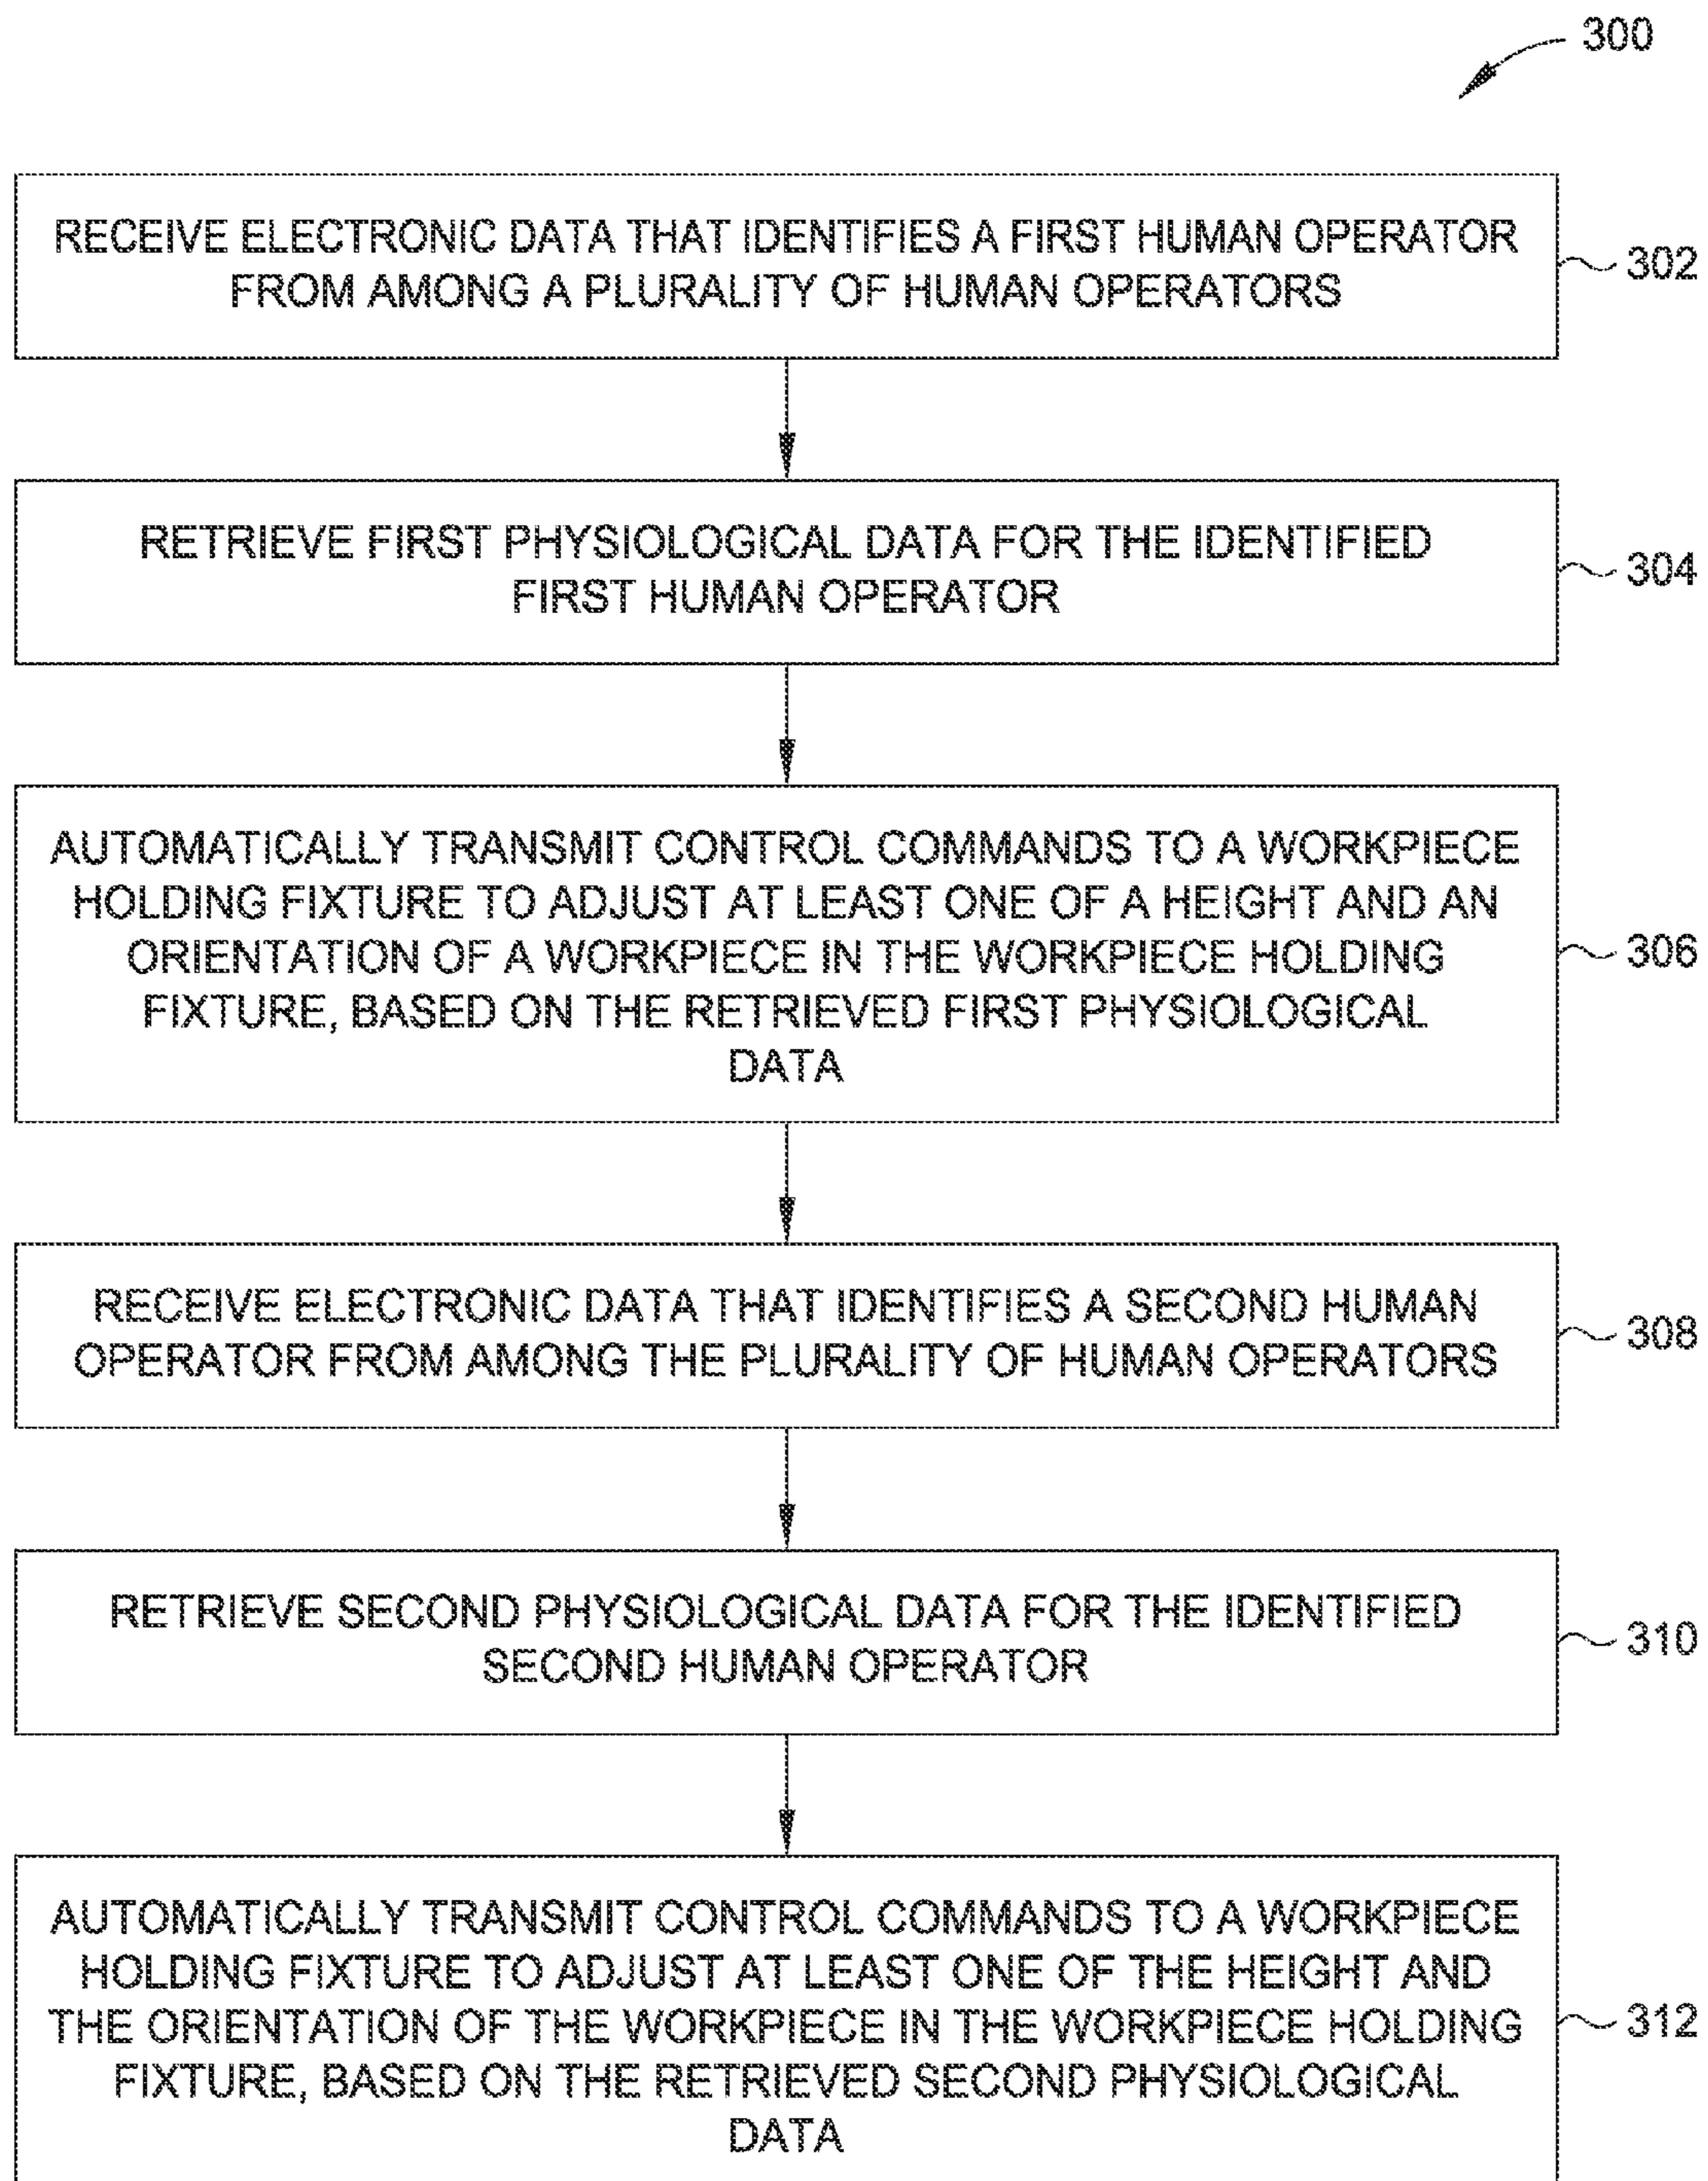 300
RECEIVE ELECTRONIC DATA THAT IDENTIFIES A FIRST HUMAN OPERATOR
FROM AMONG A PLURALITY OF HUMAN OPERATORS
302
RETRIEVE FIRST PHYSIOLOGICAL DATA FOR THE IDENTIFIED
FIRST HUMAN OPERATOR
304
AUTOMATICALLY TRANSMIT CONTROL COMMANDS TO A WORKPIECE
HOLDING FIXTURE TO ADJUST AT LEAST ONE OF A HEIGHT AND AN
ORIENTATION OF A WORKPIECE IN THE WORKPIECE HOLDING
FIXTURE, BASED ON THE RETRIEVED FIRST PHYSIOLOGICAL
DATA
306
RECEIVE ELECTRONIC DATA THAT IDENTIFIES A SECOND HUMAN
OPERATOR FROM AMONG THE PLURALITY OF HUMAN OPERATORS
308
RETRIEVE SECOND PHYSIOLOGICAL DATA FOR THE IDENTIFIED
SECOND HUMAN OPERATOR
310
AUTOMATICALLY TRANSMIT CONTROL COMMANDS TO A WORKPIECE
HOLDING FIXTURE TO ADJUST AT LEAST ONE OF THE HEIGHT AND
THE ORIENTATION OF THE WORKPIECE IN THE WORKPIECE HOLDING
FIXTURE, BASED ON THE RETRIEVED SECOND PHYSIOLOGICAL
DATA
312